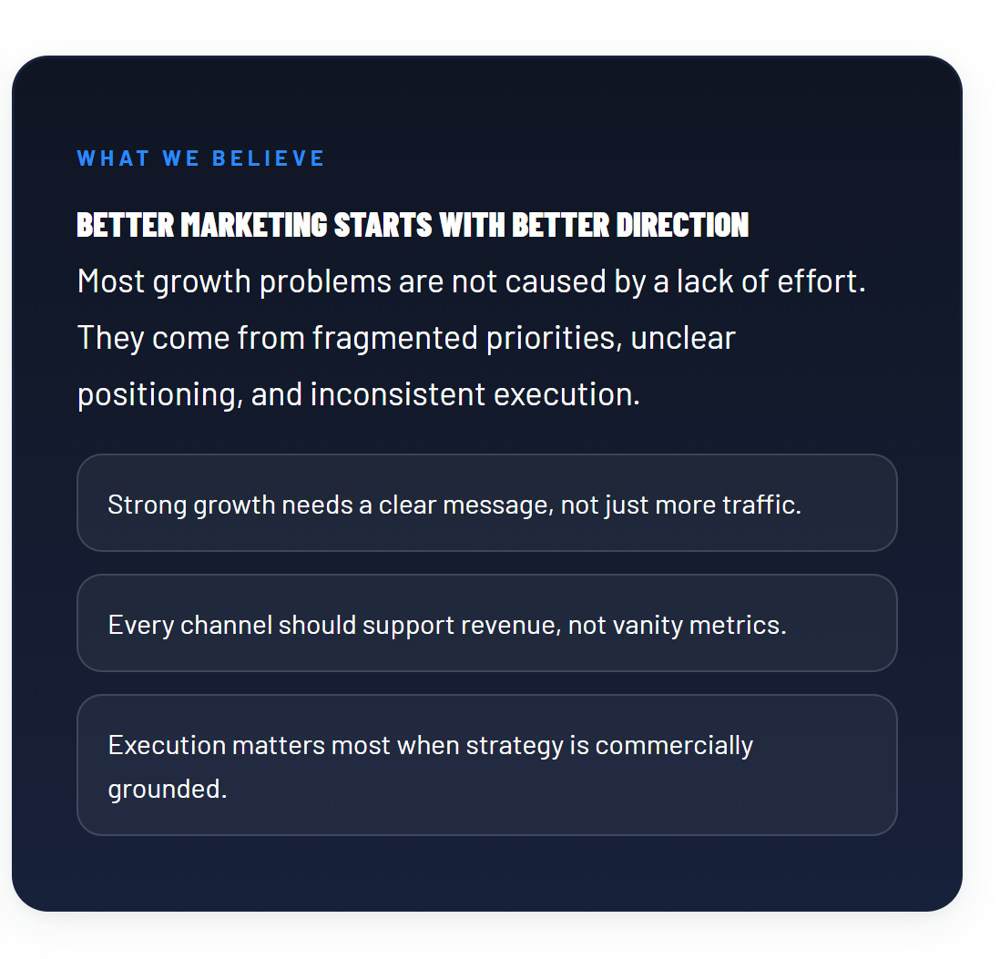 WHAT WE BELIEVE
BETTER MARKETING STARTS WITH BETTER DIRECTION
Most growth problems are not caused by a lack of effort.
They come from fragmented priorities, unclear
positioning, and inconsistent execution.
Strong growth needs a clear message, not just more traffic.
Every channel should support revenue, not vanity metrics.
Execution matters most when strategy is commercially
grounded.